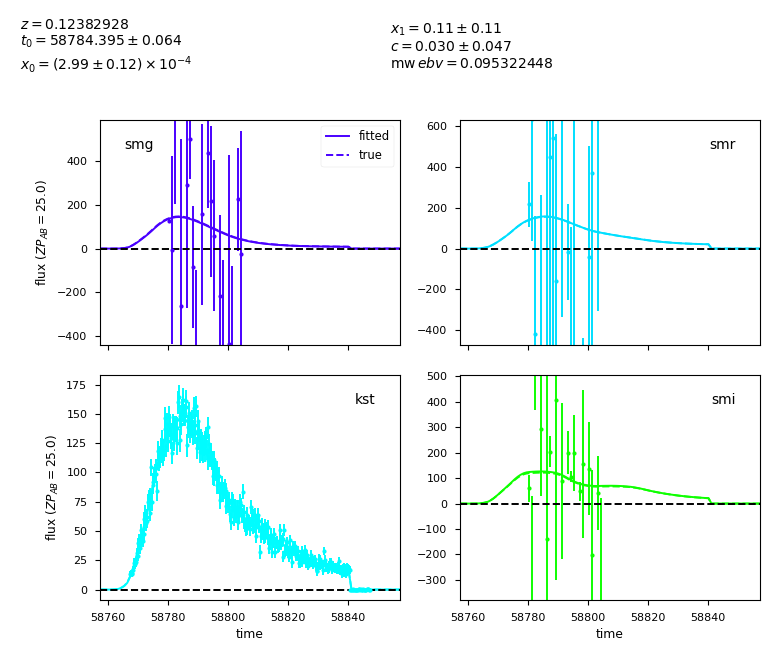 z = 0.12382928
t₀ = 58784.395 ± 0.064
x₀ = (2.99 ± 0.12) × 10⁻⁴
x₁ = 0.11 ± 0.11
c = 0.030 ± 0.047
mw ebv = 0.095322448
smg
fitted
true
400
200
0
−200
−400
flux (ZP_AB = 25.0)
smr
600
400
200
0
−200
−400
kst
175
150
125
100
75
50
25
0
flux (ZP_AB = 25.0)
58760 58780 58800 58820 58840
time
smi
500
400
300
200
100
0
−100
−200
−300
58760 58780 58800 58820 58840
time